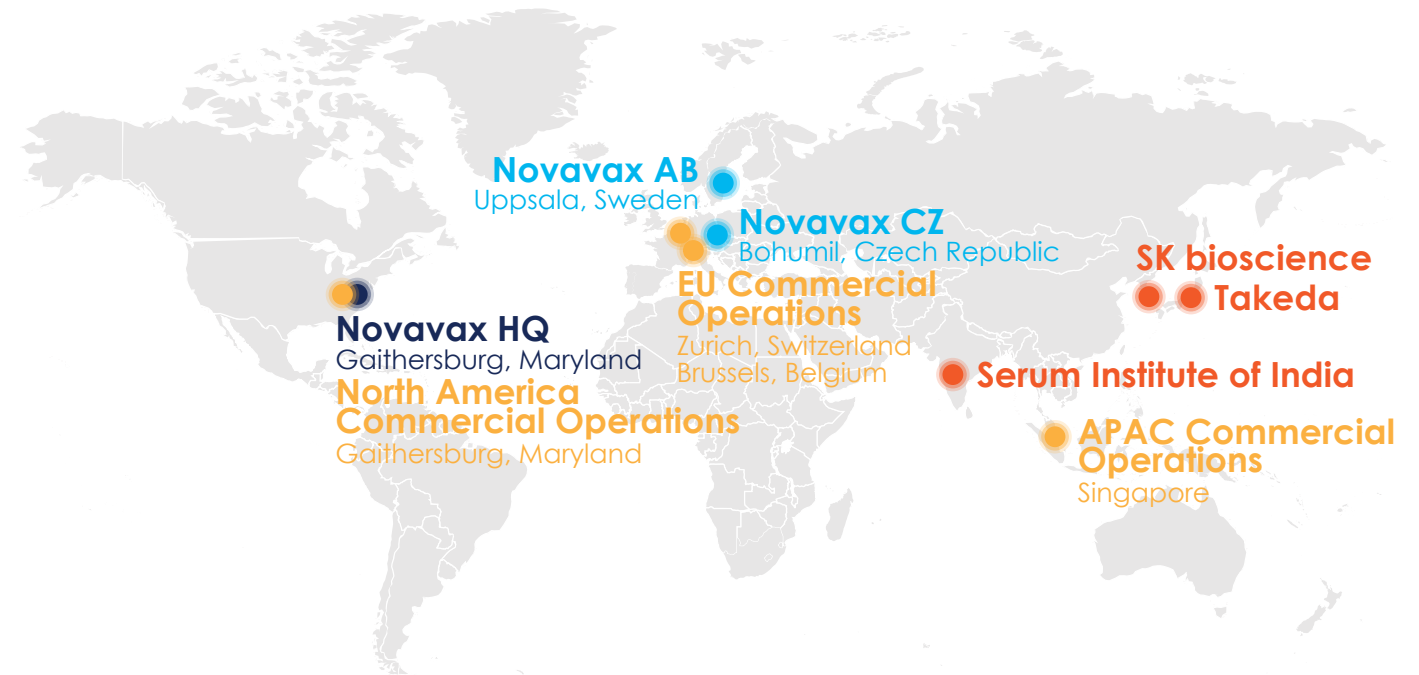 Novavax AB
Uppsala, Sweden
Novavax CZ
Bohumil, Czech Republic
SK bioscience
Takeda
EU Commercial
Operations
Zurich, Switzerland
Brussels, Belgium
Novavax HQ
Gaithersburg, Maryland
North America
Commercial Operations
Gaithersburg, Maryland
Serum Institute of India
APAC Commercial
Operations
Singapore